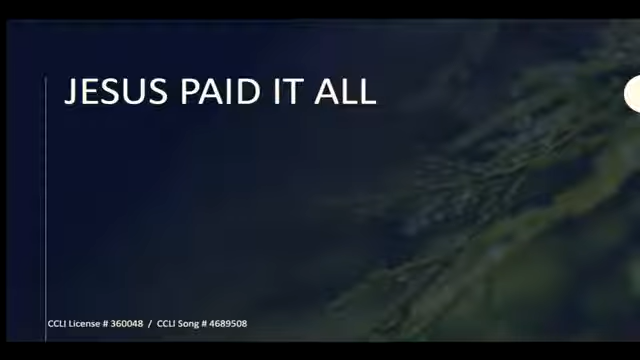 JESUS PAID IT ALL
CCLI License # 360048 / CCLI Song # 4689508